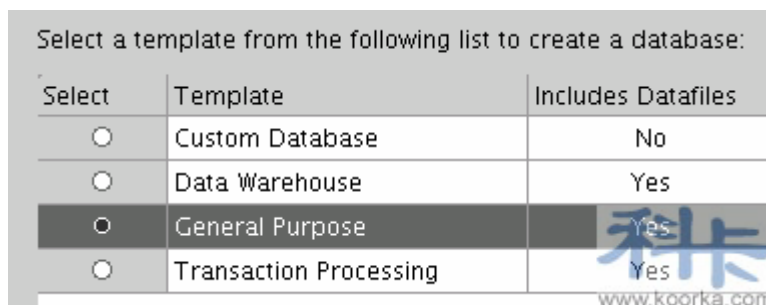 Select a template from the following list to create a database:
Select Template Includes Datafiles
Custom Database No
Data Warehouse Yes
General Purpose Yes
Transaction Processing Yes
科卡
www.koorka.com